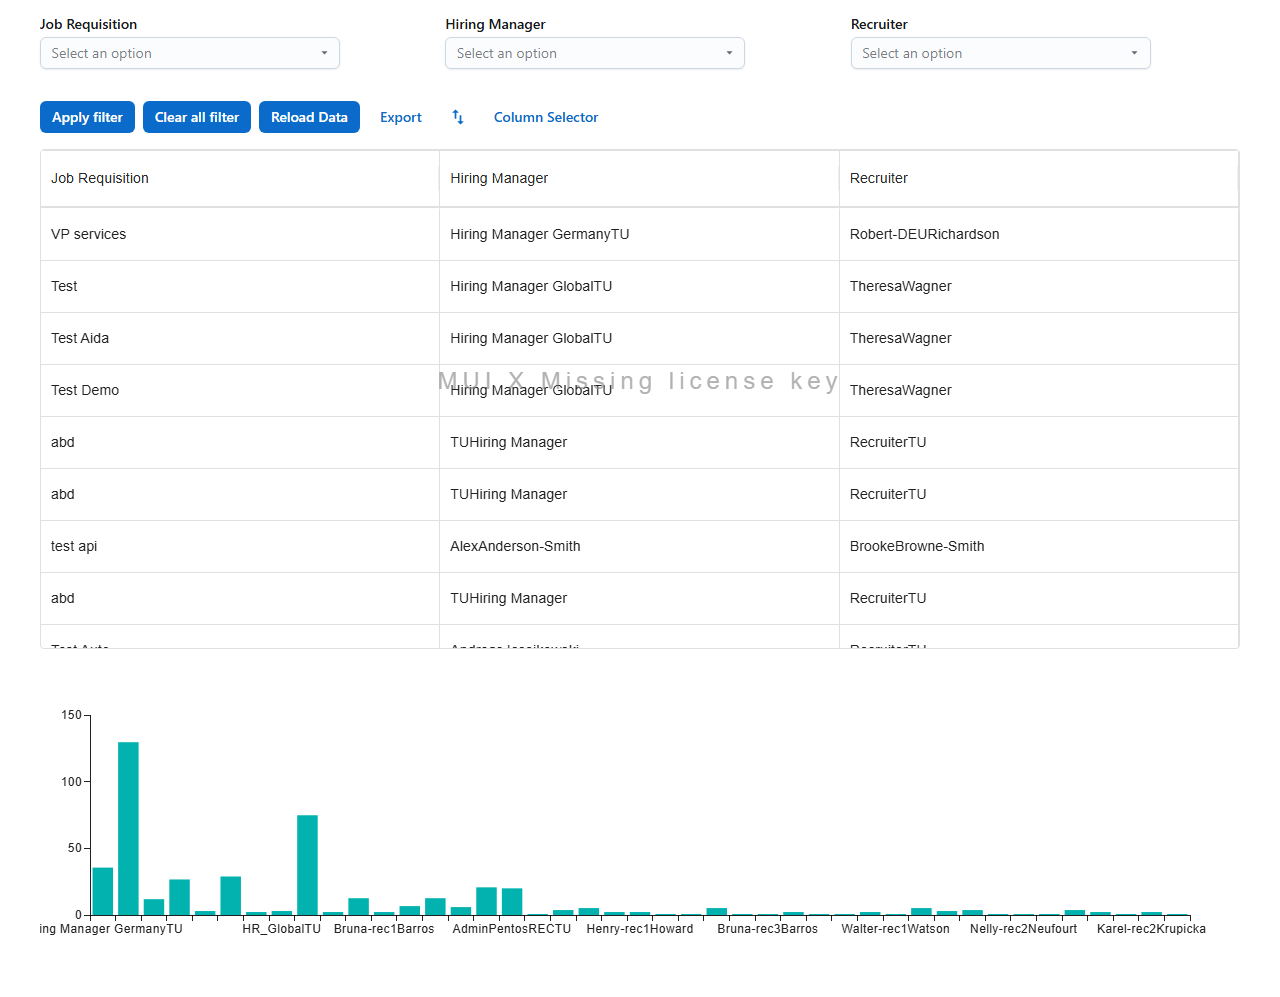 Job Requisition Hiring Manager Recruiter
Select an option Select an option Select an option
Apply filter Clear all filter Reload Data Export Column Selector
Job Requisition Hiring Manager Recruiter
VP services Hiring Manager GermanyTU Robert-DEURichardson
Test Hiring Manager GlobalTU TheresaWagner
Test Aida Hiring Manager GlobalTU TheresaWagner
MUI X Missing license key
Test Demo Hiring Manager GlobalTU TheresaWagner
abd TUHiring Manager RecruiterTU
abd TUHiring Manager RecruiterTU
test api AlexAnderson-Smith BrookeBrowne-Smith
abd TUHiring Manager RecruiterTU
150
100
50
0
ing Manager GermanyTU HR_GlobalTU Bruna-rec1Barros AdminPentosRECTU Henry-rec1Howard Bruna-rec3Barros Walter-rec1Watson Nelly-rec2Neufourt Karel-rec2Krupicka